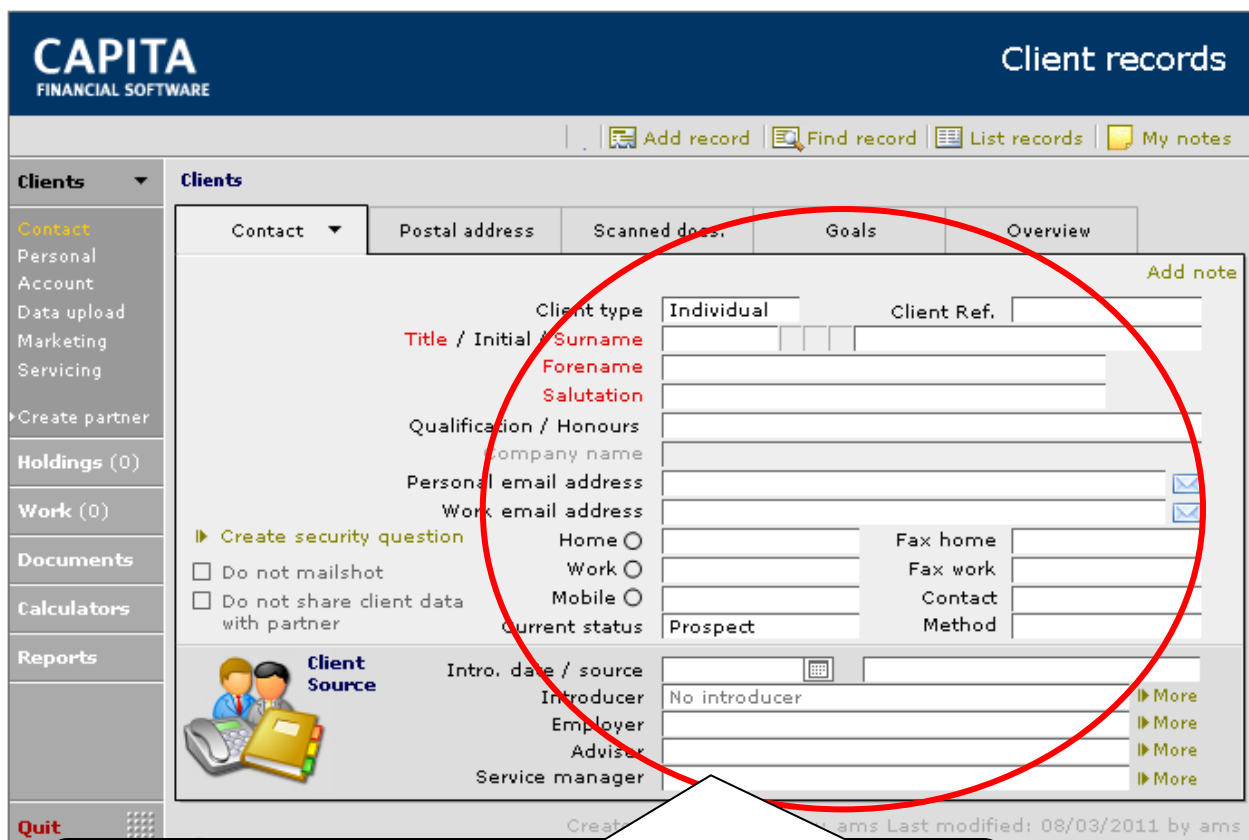 CAPITA
FINANCIAL SOFTWARE
Client records
Add record Find record List records My notes
Clients
Contact
Personal
Account
Data upload
Marketing
Servicing
Create partner
Holdings (0)
Work (0)
Documents
Calculators
Reports
Quit
Clients
Contact Postal address Scanned docs. Goals Overview
Add note
Client type Individual Client Ref.
Title / Initial / Surname
Forename
Salutation
Qualification / Honours
Company name
Personal email address
Work email address
Create security question Home Fax home
Do not mailshot Work Fax work
Do not share client data Mobile Contact
with partner Current status Prospect Method
Client
Source
Intro. date / source
Introducer No introducer More
Employer More
Adviser More
Service manager More
ams Last modified: 08/03/2011 by ams